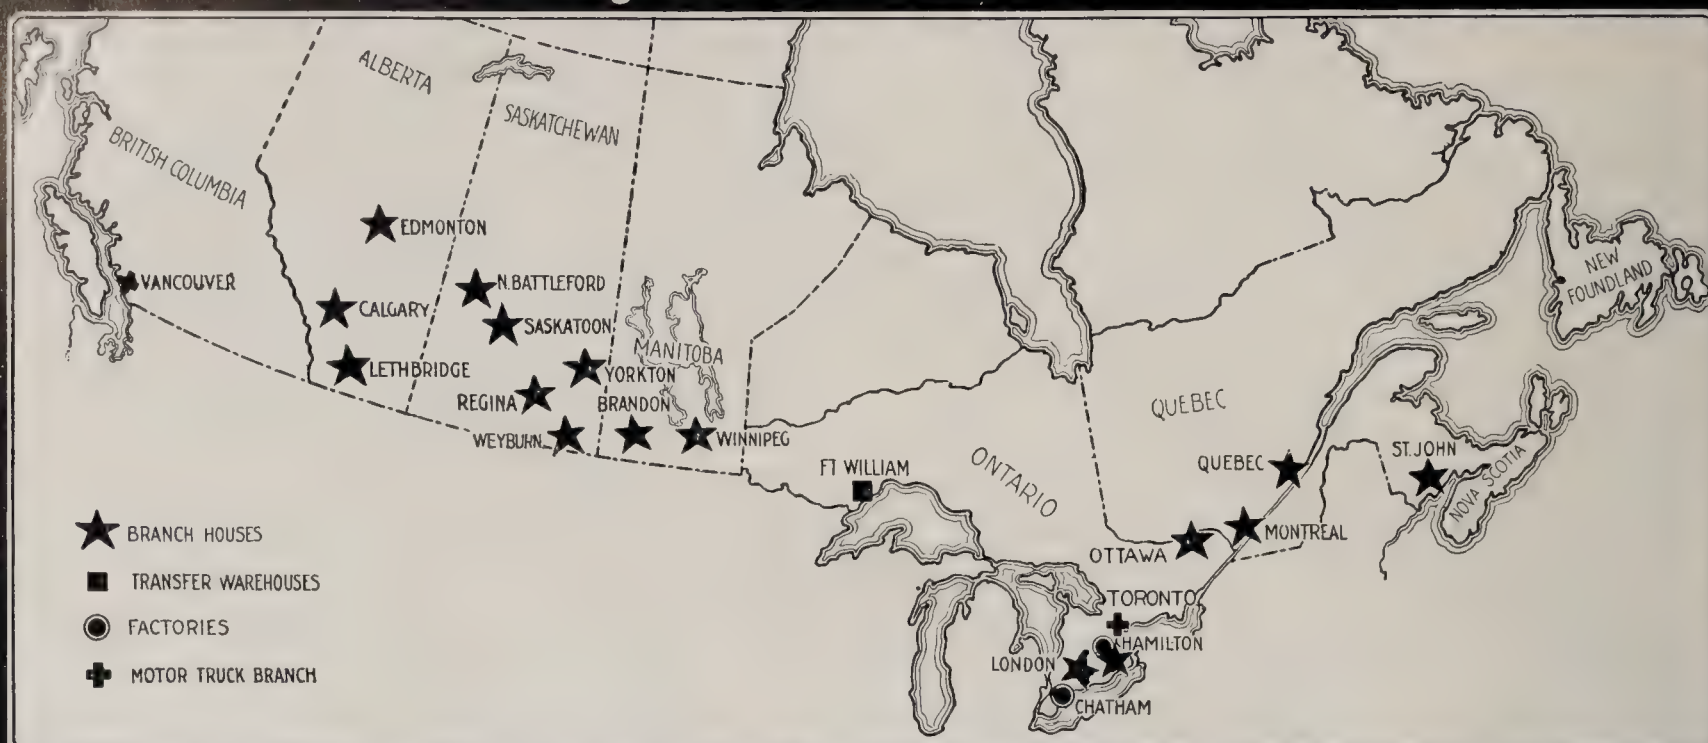 ALBERTA
SASKATCHEWAN
BRITISH COLUMBIA
EDMONTON
VANCOUVER
N. BATTLEFORD
CALGARY
SASKATOON
MANITOBA
LETHBRIDGE
YORKTON
REGINA
BRANDON
WEYBURN
WINNIPEG
NEW
FOUNDLAND
QUEBEC
ONTARIO
FT WILLIAM
QUEBEC
ST. JOHN
NOVA SCOTIA
MONTREAL
OTTAWA
TORONTO
HAMILTON
LONDON
CHATHAM
BRANCH HOUSES
TRANSFER WAREHOUSES
FACTORIES
MOTOR TRUCK BRANCH